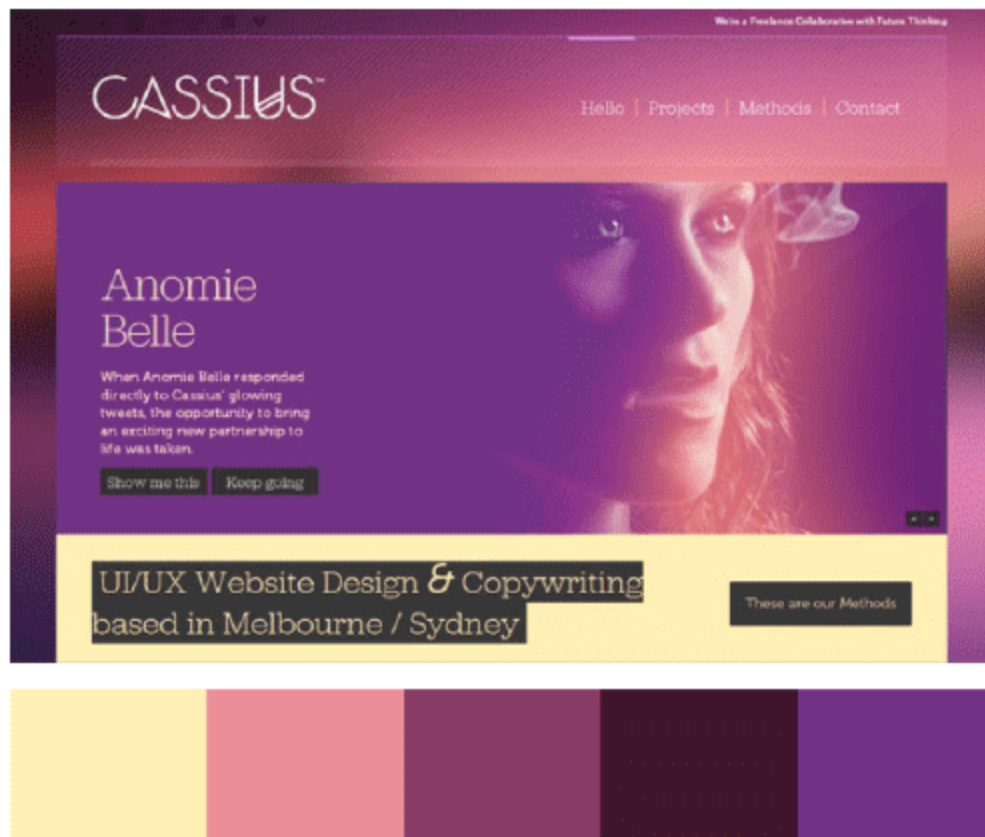 We're a Freelance Collaborative with Future Thinking
CASSIUS™
Hello | Projects | Methods | Contact
Anomie
Belle
When Anomie Belle responded
directly to Cassius' glowing
tweets, the opportunity to bring
an exciting new partnership to
life was taken.
Show me this Keep going
UI/UX Website Design & Copywriting
based in Melbourne / Sydney
These are our Methods